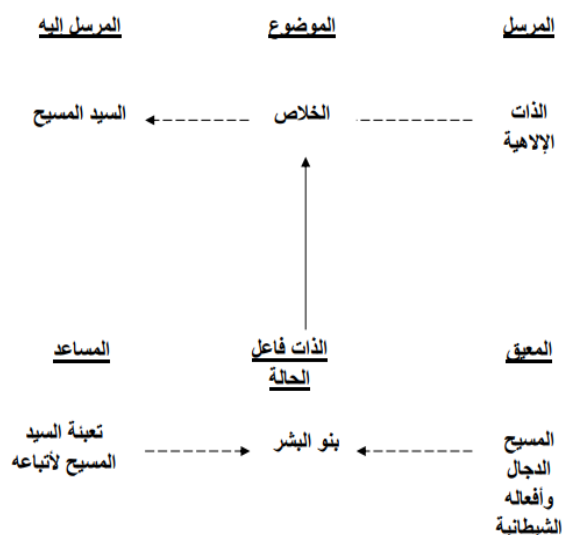 المرسل
الموضوع
المرسل إليه
الذات
الإلاهية
الخلاص
السيد المسيح
المعيق
الذات فاعل
الحالة
المساعد
المسيح
الدجال
وأفعاله
الشيطانية
بنو البشر
تعبئة السيد
المسيح لأتباعه